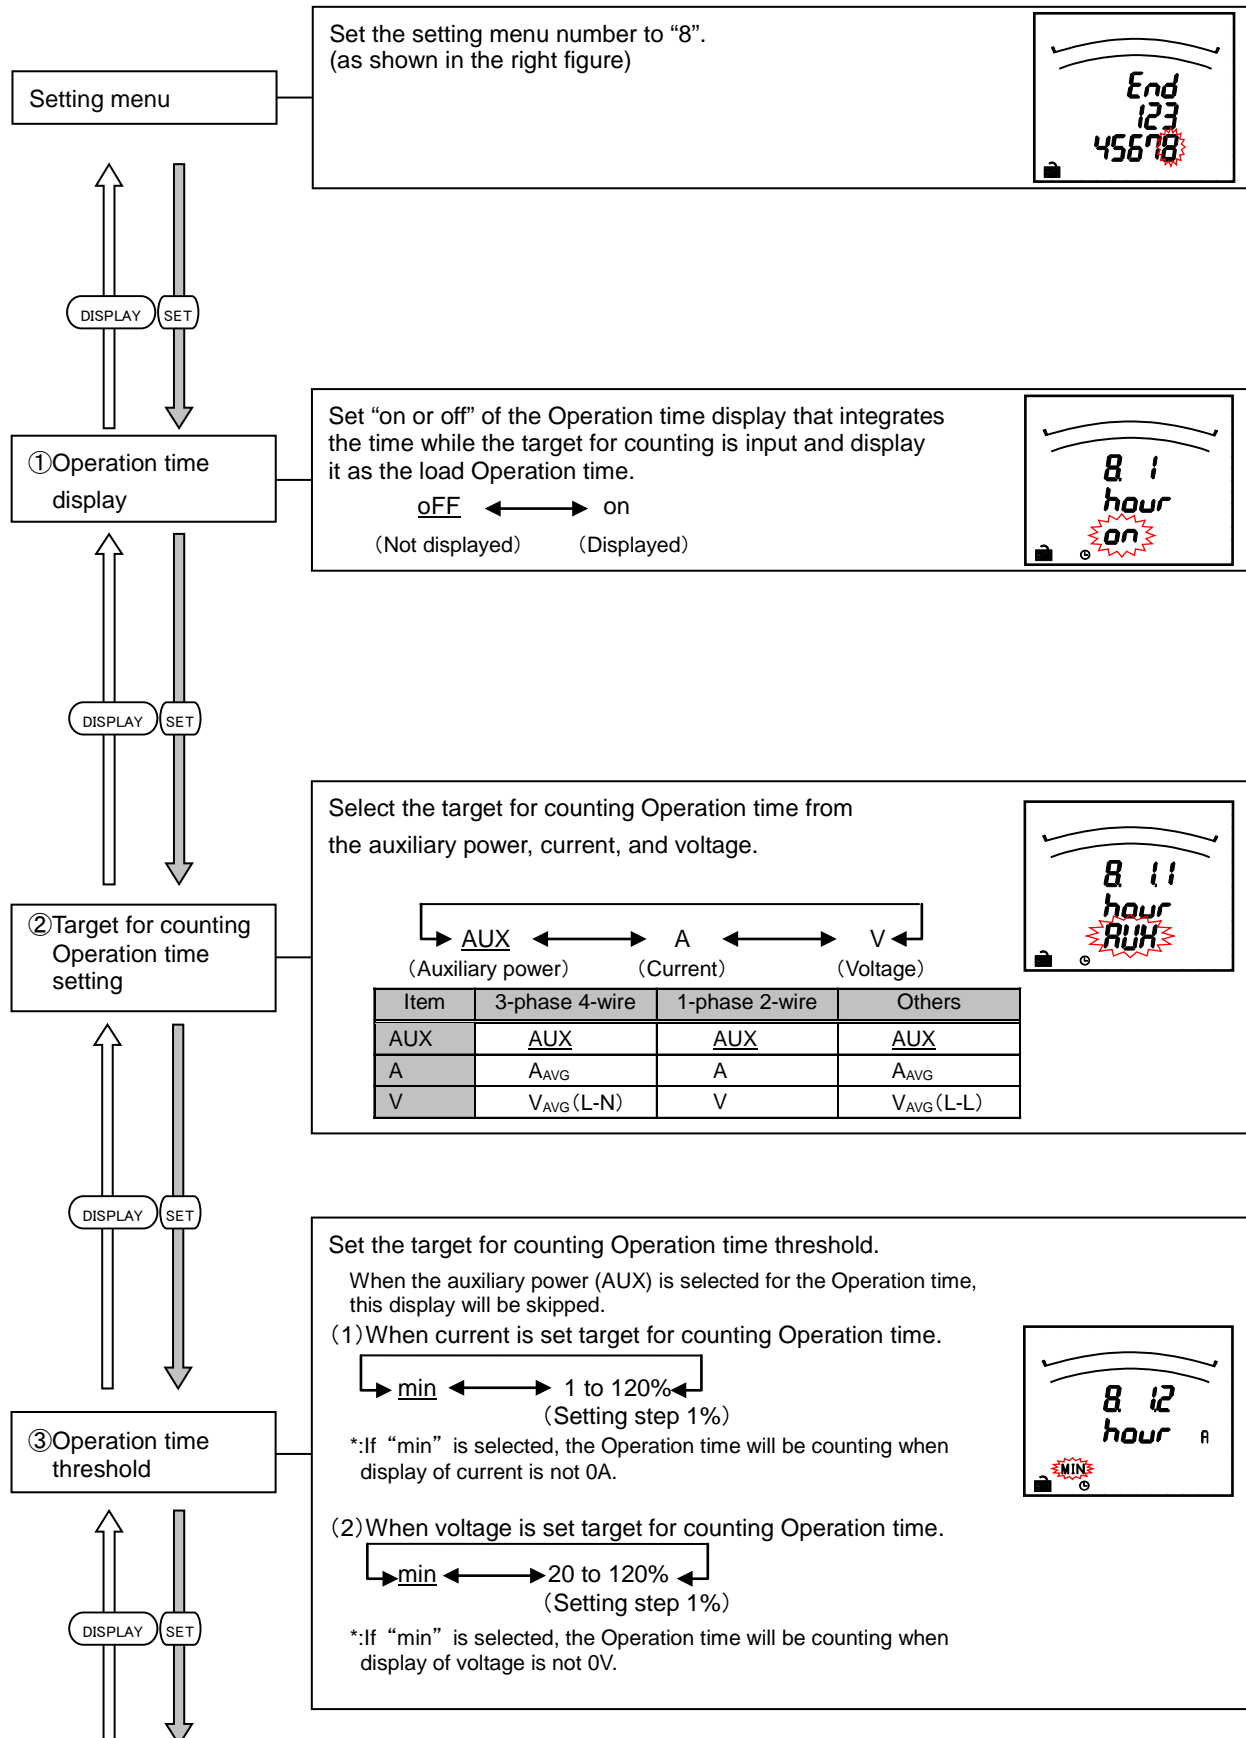 Set the setting menu number to “8”.
(as shown in the right figure)
Setting menu
End
123
45678
DISPLAY SET
Set “on or off” of the Operation time display that integrates
the time while the target for counting is input and display
it as the load Operation time.
oFF on
（Not displayed） （Displayed）
①Operation time
display
8. 1
hour
on
DISPLAY SET
Select the target for counting Operation time from
the auxiliary power, current, and voltage.
AUX A V
（Auxiliary power） （Current） （Voltage）
Item 3-phase 4-wire 1-phase 2-wire Others
AUX AUX AUX AUX
A AAVG A AAVG
V VAVG（L-N） V VAVG（L-L）
②Target for counting
Operation time
setting
8. 1.1
hour
AUX
DISPLAY SET
Set the target for counting Operation time threshold.
When the auxiliary power (AUX) is selected for the Operation time,
this display will be skipped.
（1）When current is set target for counting Operation time.
min 1 to 120%
（Setting step 1%）
*:If “min” is selected, the Operation time will be counting when
display of current is not 0A.
（2）When voltage is set target for counting Operation time.
min 20 to 120%
（Setting step 1%）
*:If “min” is selected, the Operation time will be counting when
display of voltage is not 0V.
③Operation time
threshold
8. 1.2
hour A
MIN
DISPLAY SET